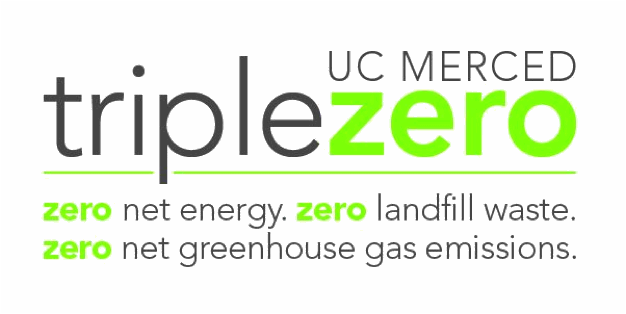 UC MERCED
triplezero
zero net energy. zero landfill waste.
zero net greenhouse gas emissions.